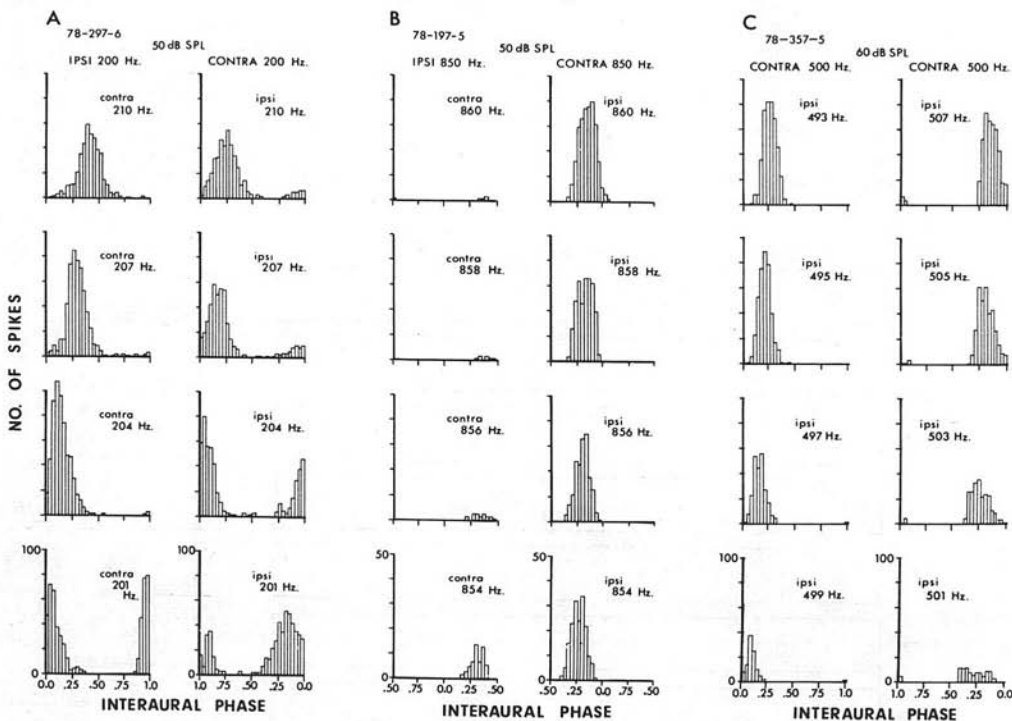 A
78-297-6
50 dB SPL
IPSI 200 Hz.
CONTRA 200 Hz.
contra
210 Hz.
ipsi
210 Hz.
contra
207 Hz.
ipsi
207 Hz.
contra
204 Hz.
ipsi
204 Hz.
100
contra
201
Hz.
0
0.0 .25 .50 1.0
100
ipsi
201 Hz.
1.0 .75 .50 .25 0.0
INTERAURAL PHASE
NO. OF SPIKES
B
78-197-5
50 dB SPL
IPSI 850 Hz.
CONTRA 850 Hz.
contra
860 Hz.
ipsi
860 Hz.
contra
858 Hz.
ipsi
858 Hz.
contra
856 Hz.
ipsi
856 Hz.
50
contra
854 Hz.
0
.50 .75 0.0 .25 .50
50
ipsi
854 Hz.
0
.50 .25 0.0 .75 .50
INTERAURAL PHASE
C
78-357-5
60 dB SPL
CONTRA 500 Hz.
CONTRA 500 Hz.
ipsi
493 Hz.
ipsi
507 Hz.
ipsi
495 Hz.
ipsi
505 Hz.
ipsi
497 Hz.
ipsi
503 Hz.
100
ipsi
499 Hz.
0
0.0 .25 .50 .75 1.0
100
ipsi
501 Hz.
0
1.0 .75 .50 .25 0.0
INTERAURAL PHASE